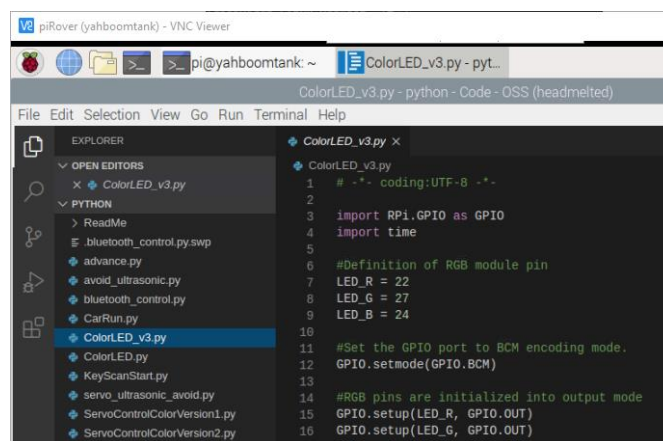 piRover (yahboomtank) - VNC Viewer
pi@yahboomtank: ~
ColorLED_v3.py - pyt...
ColorLED_v3.py - python - Code - OSS (headmelted)
File Edit Selection View Go Run Terminal Help
EXPLORER
OPEN EDITORS
ColorLED_v3.py
PYTHON
ReadMe
.bluetooth_control.py.swp
advance.py
avoid_ultrasonic.py
bluetooth_control.py
CarRun.py
ColorLED_v3.py
ColorLED.py
KeyScanStart.py
servo_ultrasonic_avoid.py
ServoControlColorVersion1.py
ServoControlColorVersion2.py
ColorLED_v3.py
ColorLED_v3.py
1 # -*- coding:UTF-8 -*-
2
3 import RPi.GPIO as GPIO
4 import time
5
6 #Definition of RGB module pin
7 LED_R = 22
8 LED_G = 27
9 LED_B = 24
10
11 #Set the GPIO port to BCM encoding mode.
12 GPIO.setmode(GPIO.BCM)
13
14 #RGB pins are initialized into output mode
15 GPIO.setup(LED_R, GPIO.OUT)
16 GPIO.setup(LED_G, GPIO.OUT)